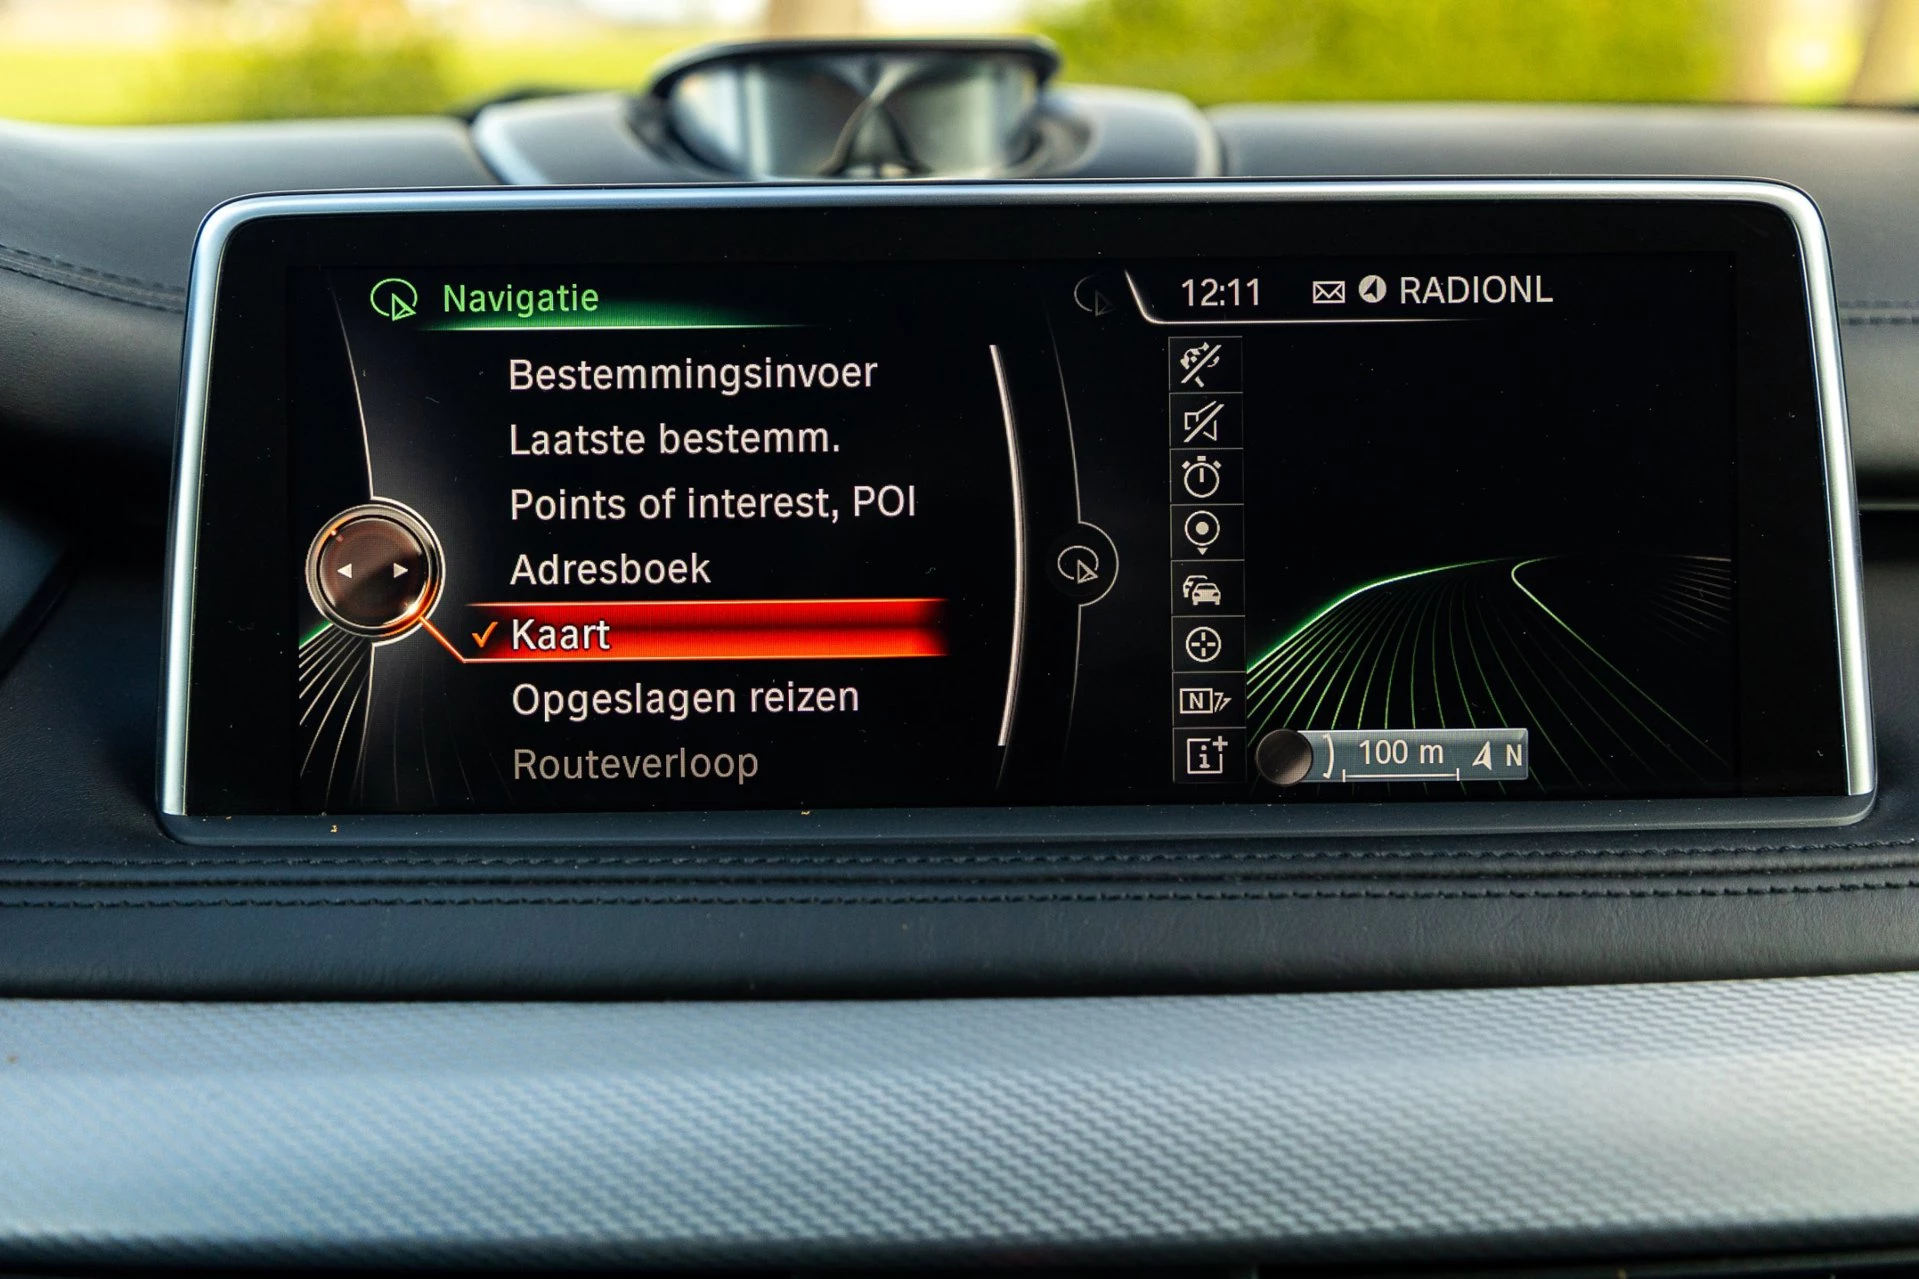 Navigatie
Bestemmingsinvoer
Laatste bestemm.
Points of interest, POI
Adresboek
Kaart
Opgeslagen reizen
Routeverloop
12:11 RADIONL
N
i+
100 m N